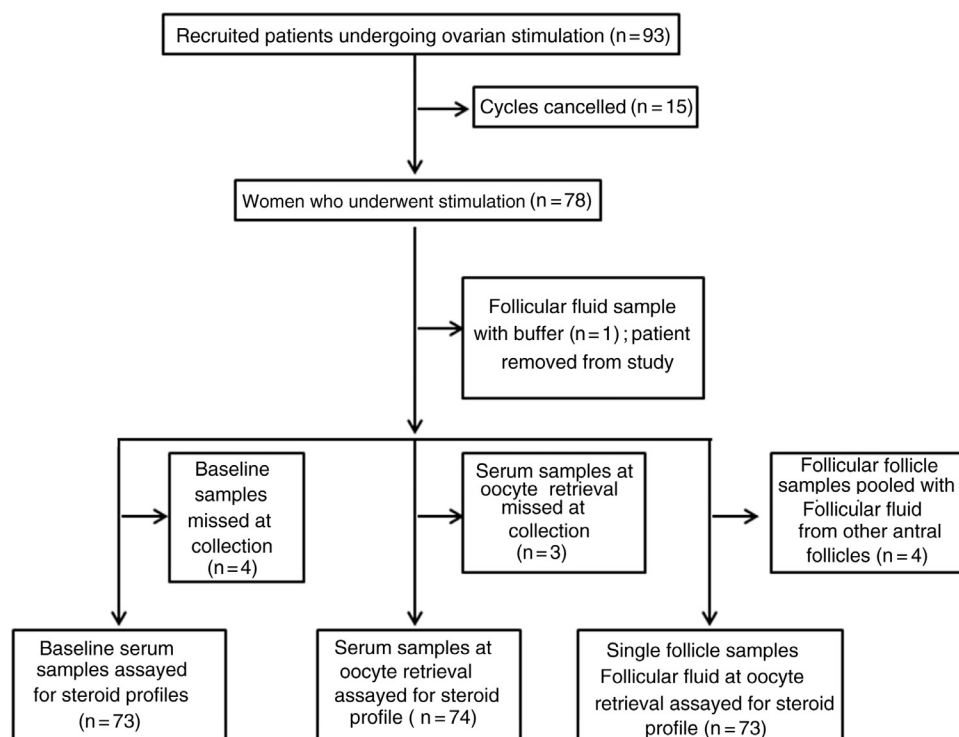 Recruited patients undergoing ovarian stimulation (n=93)
Cycles cancelled (n=15)
Women who underwent stimulation (n=78)
Follicular fluid sample
with buffer (n=1); patient
removed from study
Baseline
samples
missed at
collection
(n=4)
Serum samples at
oocyte retrieval
missed at
collection
(n=3)
Follicular follicle
samples pooled with
Follicular fluid
from other antral
follicles (n=4)
Baseline serum
samples assayed
for steroid profiles
(n=73)
Serum samples at
oocyte retrieval
assayed for steroid
profile ( n=74)
Single follicle samples
Follicular fluid at oocyte
retrieval assayed for steroid
profile (n=73)